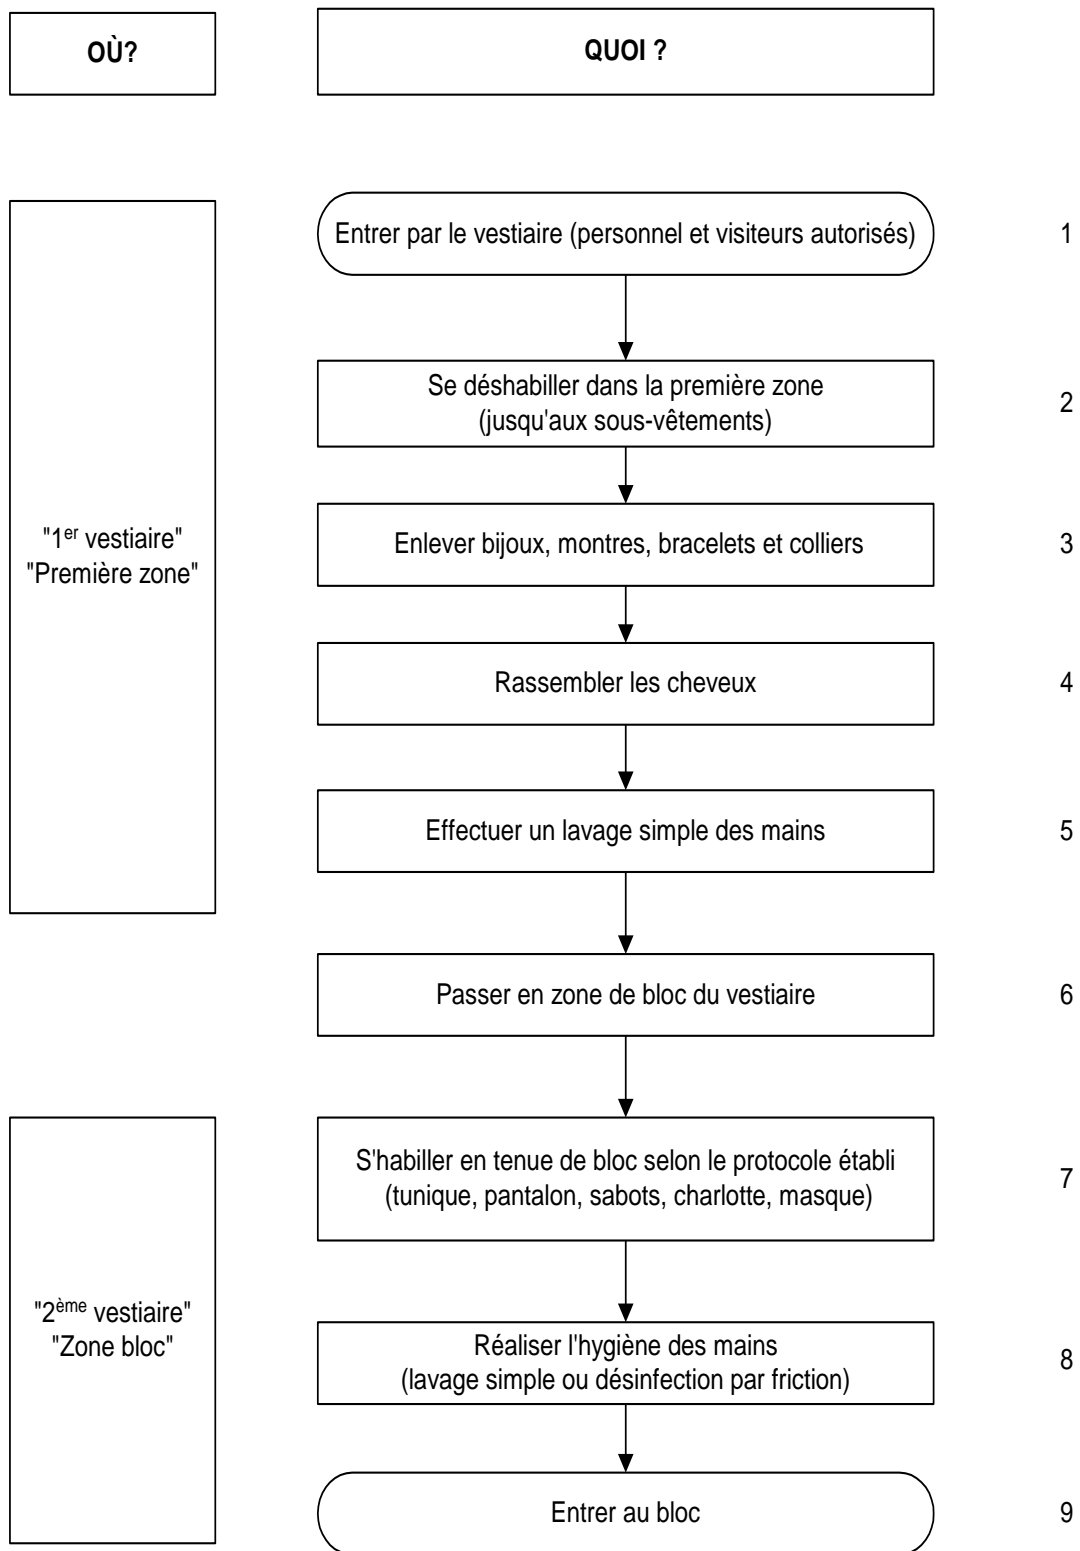 OÙ?
QUOI ?
Entrer par le vestiaire (personnel et visiteurs autorisés)
1
Se déshabiller dans la première zone
(jusqu'aux sous-vêtements)
2
"1er vestiaire"
"Première zone"
Enlever bijoux, montres, bracelets et colliers
3
Rassembler les cheveux
4
Effectuer un lavage simple des mains
5
Passer en zone de bloc du vestiaire
6
S'habiller en tenue de bloc selon le protocole établi
(tunique, pantalon, sabots, charlotte, masque)
7
"2ème vestiaire"
"Zone bloc"
Réaliser l'hygiène des mains
(lavage simple ou désinfection par friction)
8
Entrer au bloc
9